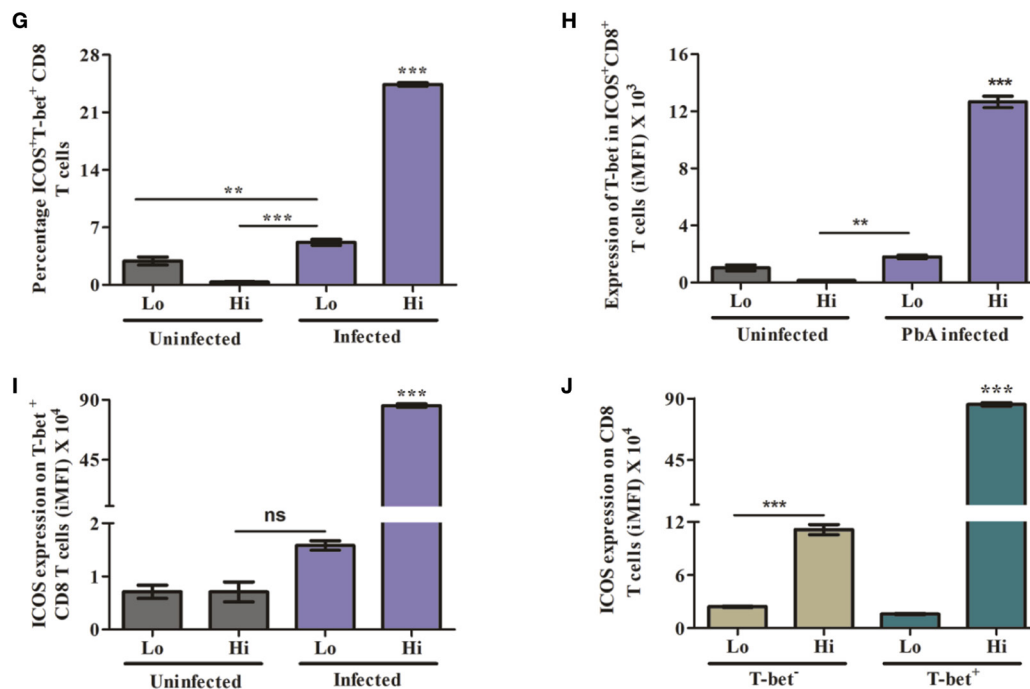 G
Percentage ICOS⁺T-bet⁺ CD8
T cells
28
21
14
7
0
**
***
***
Lo
Hi
Lo
Hi
Uninfected
Infected
H
Expression of T-bet in ICOS⁺CD8⁺
T cells (iMFI) X 10³
16
12
8
4
0
**
***
Lo
Hi
Lo
Hi
Uninfected
PbA infected
I
ICOS expression on T-bet⁺
CD8 T cells (iMFI) X 10⁴
90
45
2
1
0
ns
***
Lo
Hi
Lo
Hi
Uninfected
Infected
J
ICOS expression on CD8
T cells (iMFI) X 10⁴
90
45
12
6
0
***
***
Lo
Hi
Lo
Hi
T-bet⁻
T-bet⁺